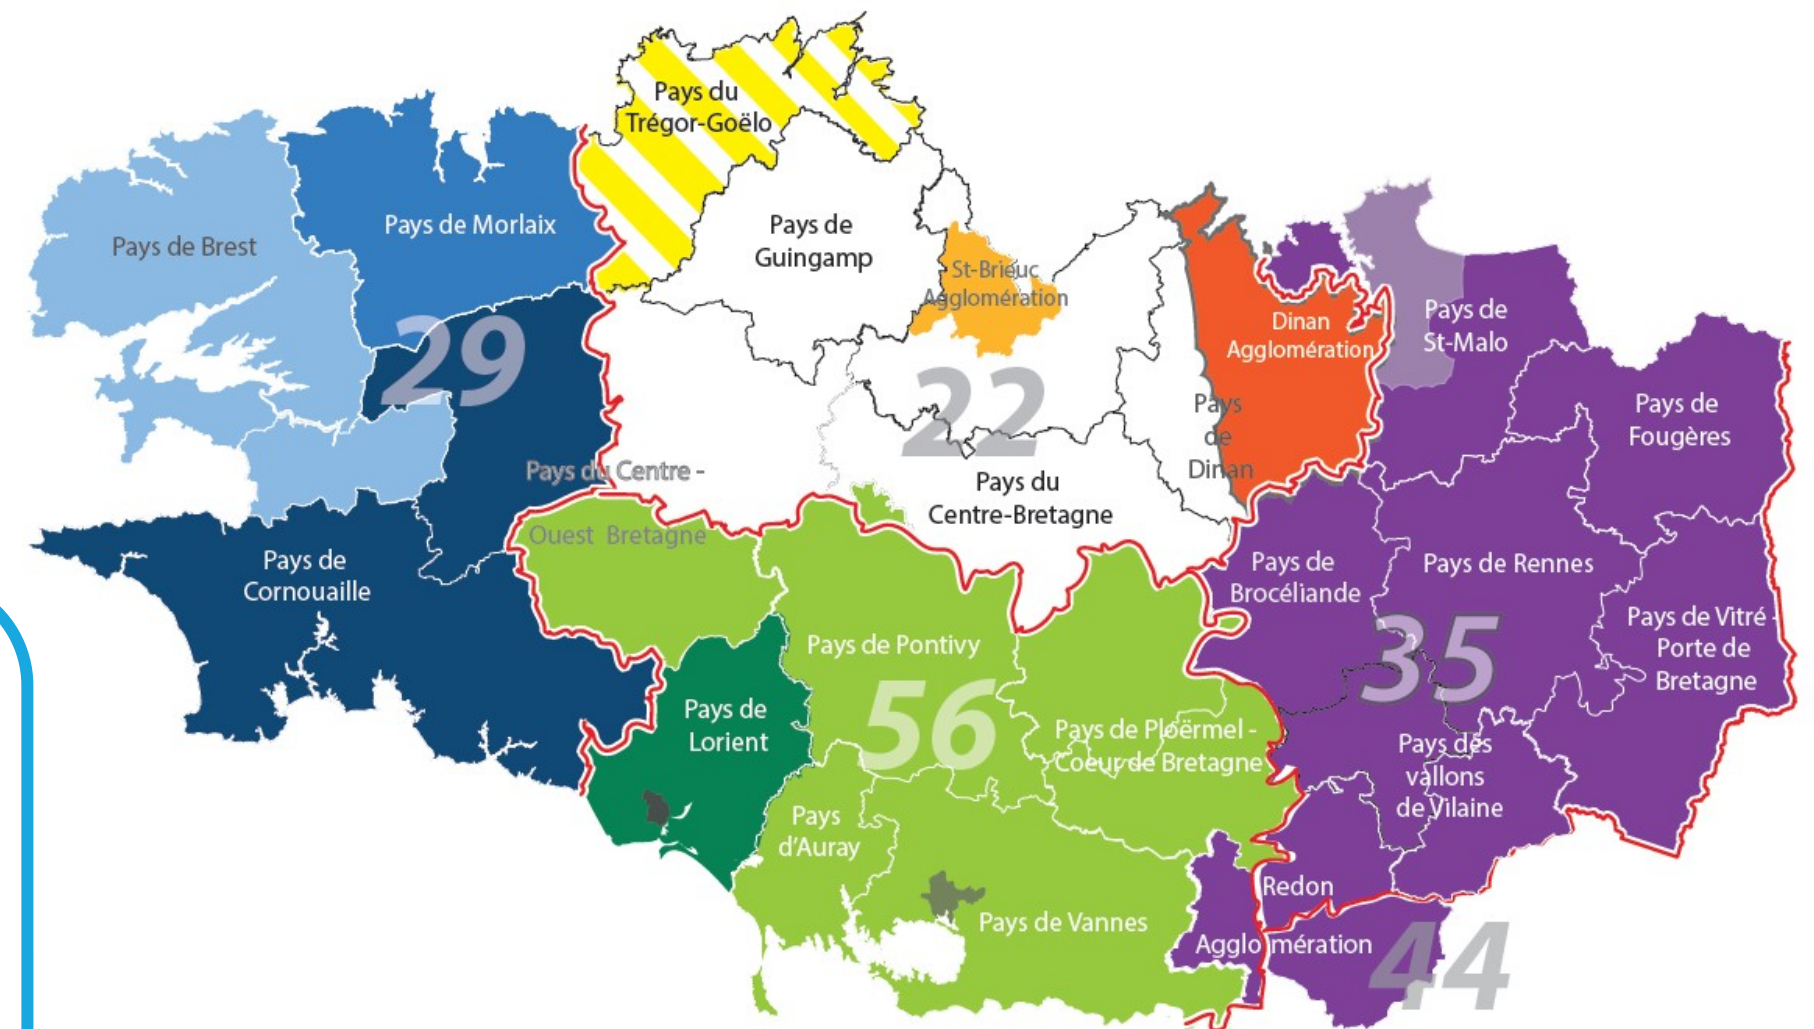 Pays du
Trégor-Goëlo
Pays de Brest
Pays de Morlaix
Pays de
Guingamp
St-Brieuc
Agglomération
Dinan
Agglomération
Pays de
St-Malo
29
22
Pays
de
Dinan
Pays de
Fougères
Pays du Centre -
Ouest Bretagne
Pays du
Centre-Bretagne
Pays de
Cornouaille
Pays de
Brocéliande
Pays de Rennes
Pays de Vitré -
Porte de
Bretagne
35
Pays de Pontivy
56
Pays de
Lorient
Pays de Ploërmel -
Coeur de Bretagne
Pays des
vallons
de Vilaine
Pays
d'Auray
Pays de Vannes
Redon
Agglomération
44